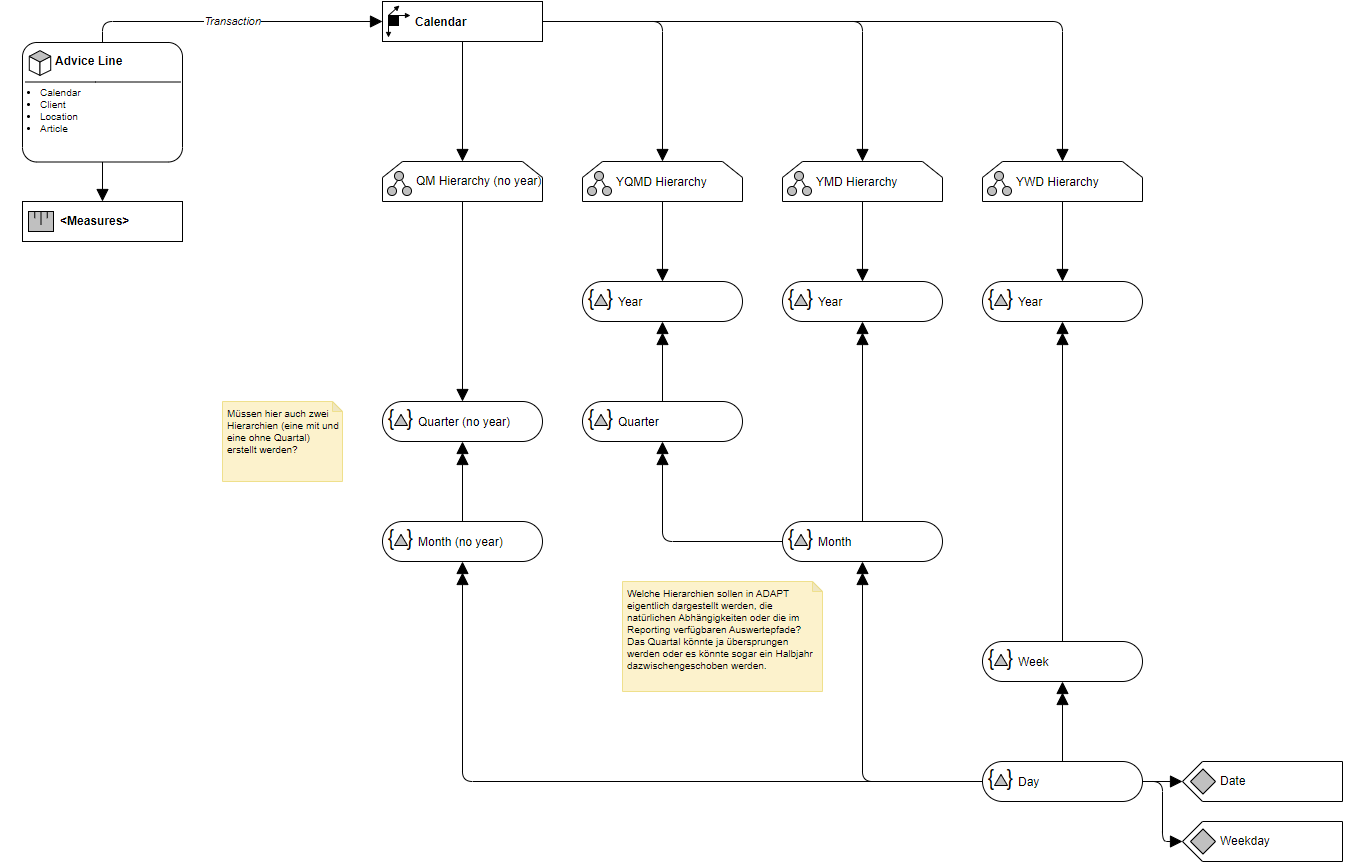 Transaction
Calendar
Advice Line
Calendar
Client
Location
Article
<Measures>
QM Hierarchy (no year)
YQMD Hierarchy
YMD Hierarchy
YWD Hierarchy
Year
Year
Year
Müssen hier auch zwei
Hierarchien (eine mit und
eine ohne Quartal)
erstellt werden?
Quarter (no year)
Quarter
Month (no year)
Month
Welche Hierarchien sollen in ADAPT
eigentlich dargestellt werden, die
natürlichen Abhängigkeiten oder die im
Reporting verfügbaren Auswertepfade?
Das Quartal könnte ja übersprungen
werden oder es könnte sogar ein Halbjahr
dazwischengeschoben werden.
Week
Day
Date
Weekday